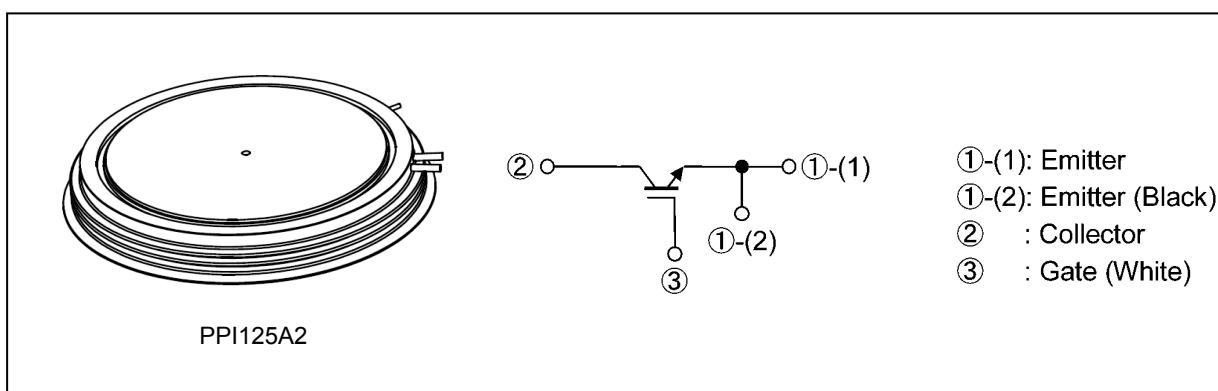 PPI125A2
② ①-(1)
①-(2)
③
①-(1): Emitter
①-(2): Emitter (Black)
② : Collector
③ : Gate (White)